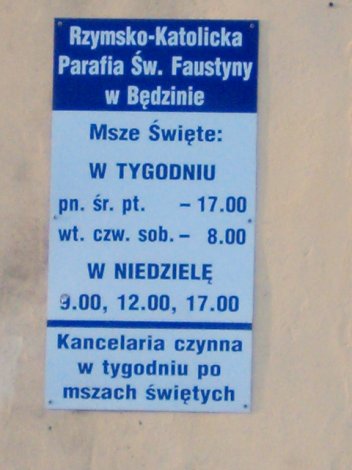 Rzymsko-Katolicka
Parafia Św. Faustyny
w Będzinie
Msze Święte:
W TYGODNIU
pn. śr. pt. – 17.00
wt. czw. sob. – 8.00
W NIEDZIELĘ
9.00, 12.00, 17.00
Kancelaria czynna
w tygodniu po
mszach świętych